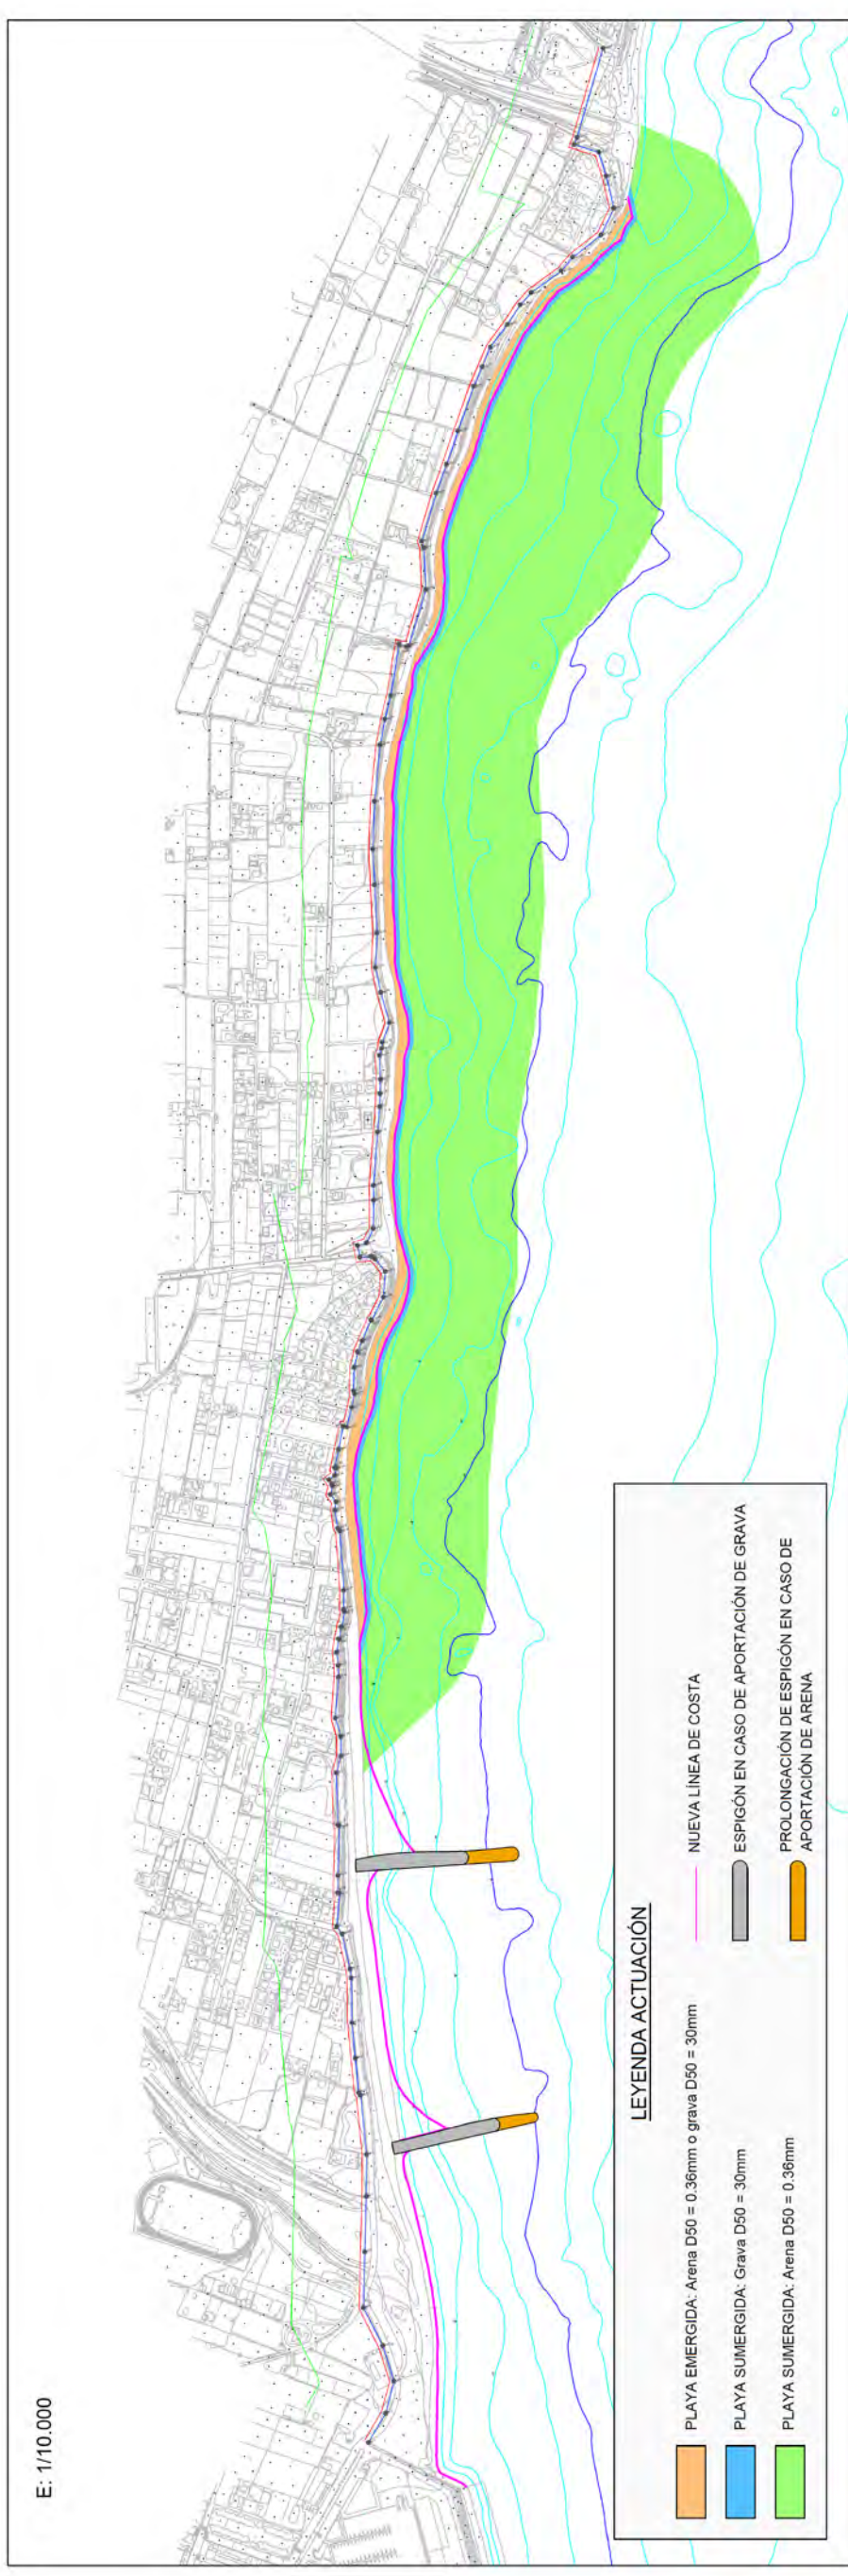 E: 1/10.000
LEYENDA ACTUACIÓN
PLAYA EMERGIDA: Arena D50 = 0.36mm o grava D50 = 30mm
PLAYA SUMERGIDA: Grava D50 = 30mm
PLAYA SUMERGIDA: Arena D50 = 0.36mm
NUEVA LÍNEA DE COSTA
ESPIGÓN EN CASO DE APORTACIÓN DE GRAVA
PROLONGACIÓN DE ESPIGÓN EN CASO DE
APORTACIÓN DE ARENA